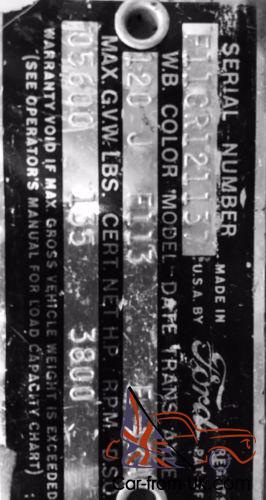 SERIAL NUMBER
MADE IN
U.S.A. BY
Ford
W.B. COLOR MODEL DATE TRANS
120 J F113
MAX. G.V.W. LBS. CERT. NET H.P. RPM
05600 155 3800
WARRANTY VOID IF MAX. GROSS VEHICLE WEIGHT IS EXCEEDED
(SEE OPERATOR'S MANUAL FOR LOAD CAPACITY CHART)
Car-from-UK.com